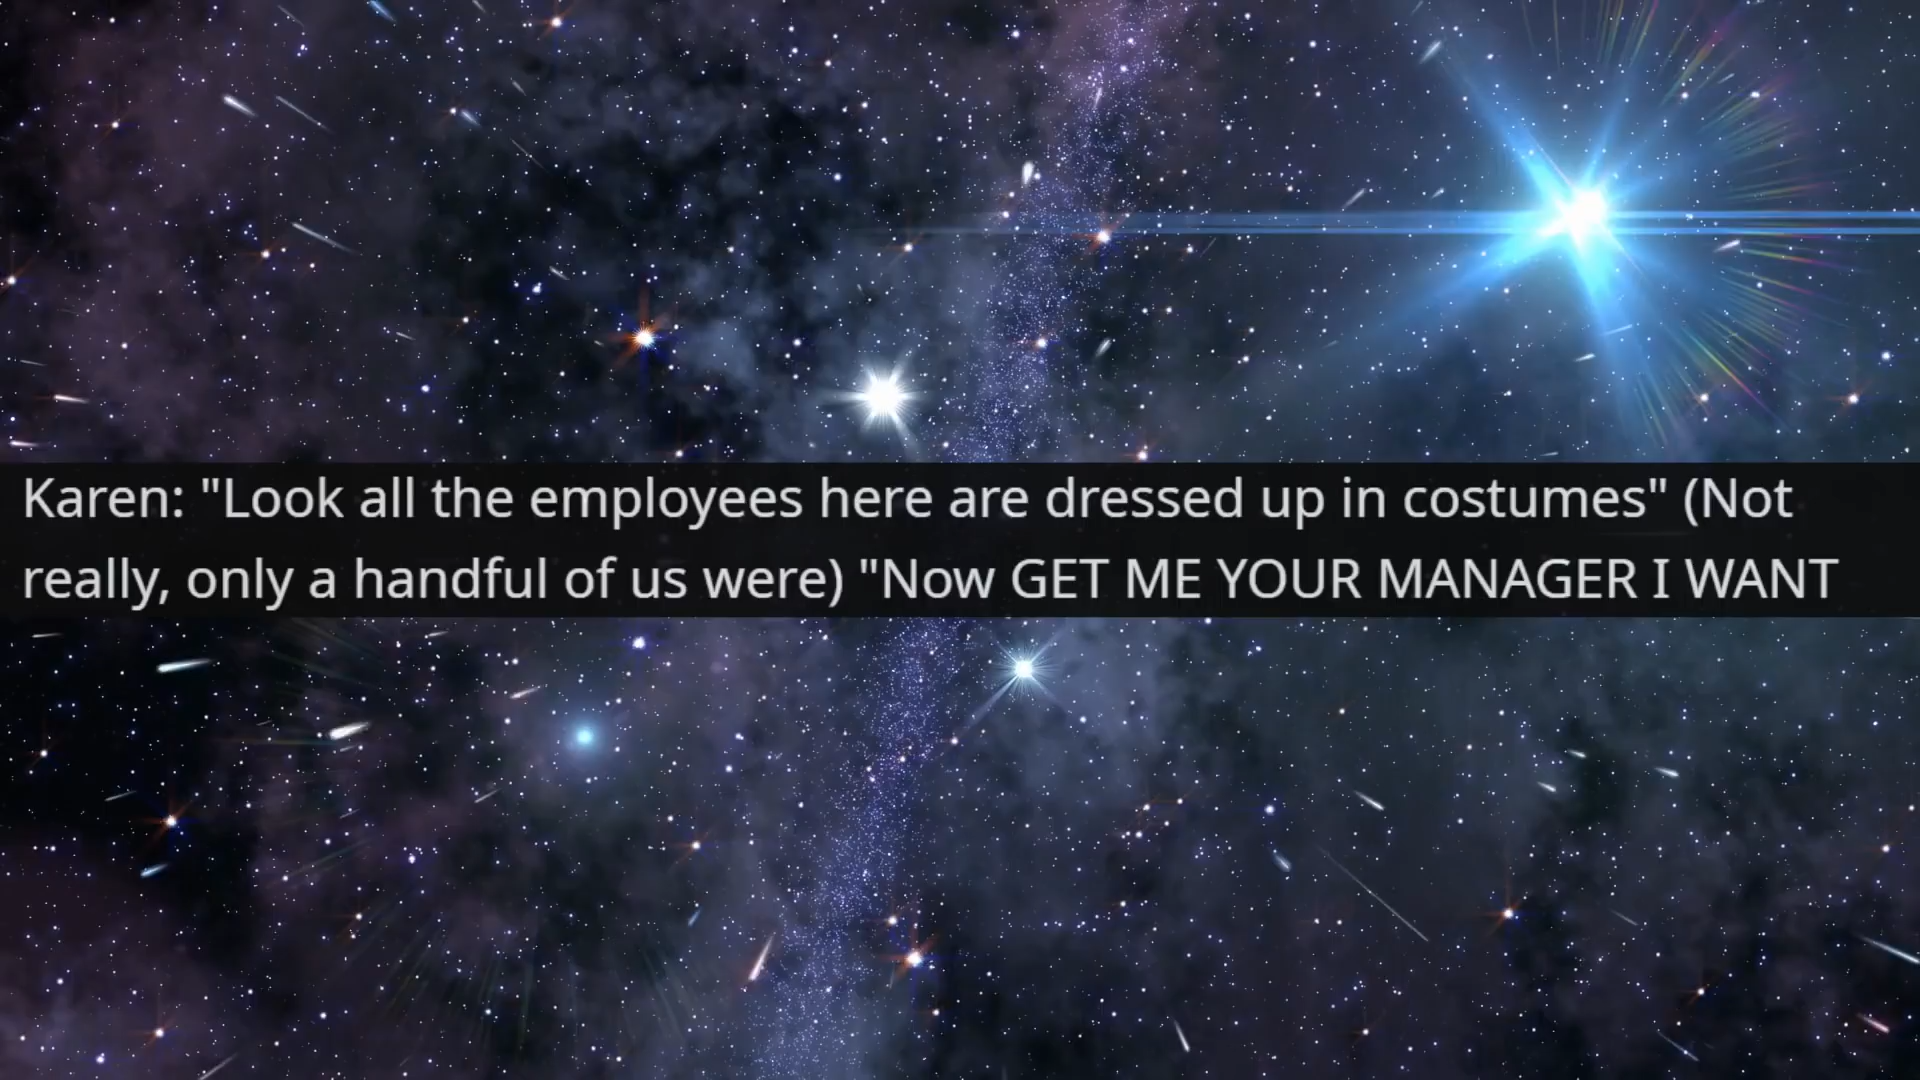 Karen: "Look all the employees here are dressed up in costumes" (Not
really, only a handful of us were) "Now GET ME YOUR MANAGER I WANT